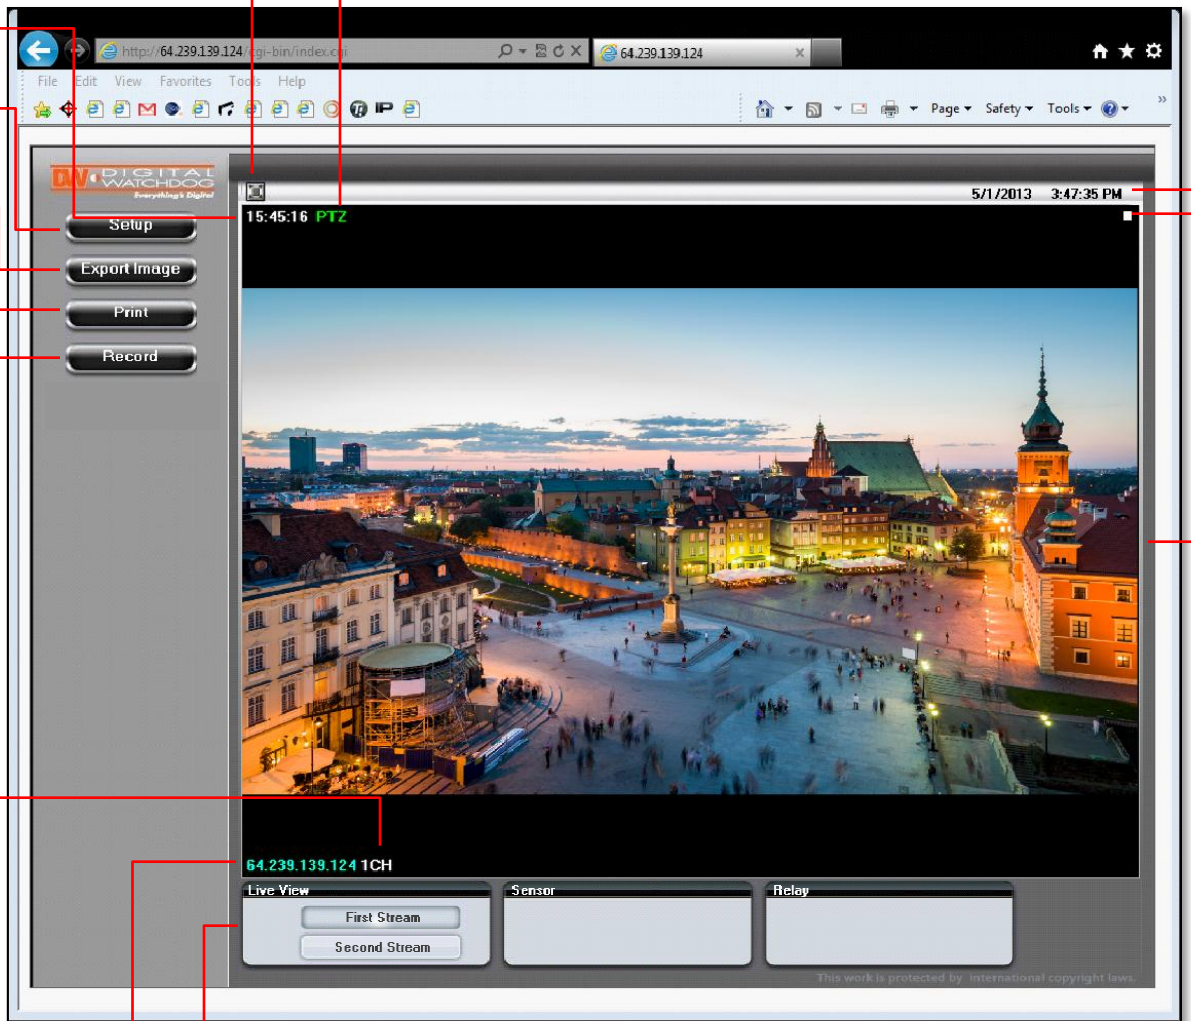 http://64.239.139.124/cgi-bin/index.cgi
64.239.139.124
File Edit View Favorites Tools Help
IP
Page Safety Tools
DW DIGITAL
WATCHDOG
Everything's Digital
5/1/2013 3:47:35 PM
Setup
15:45:16 PTZ
Export Image
Print
Record
64.239.139.124 1CH
Live View
Sensor
Relay
First Stream
Second Stream
This work is protected by international copyright laws.